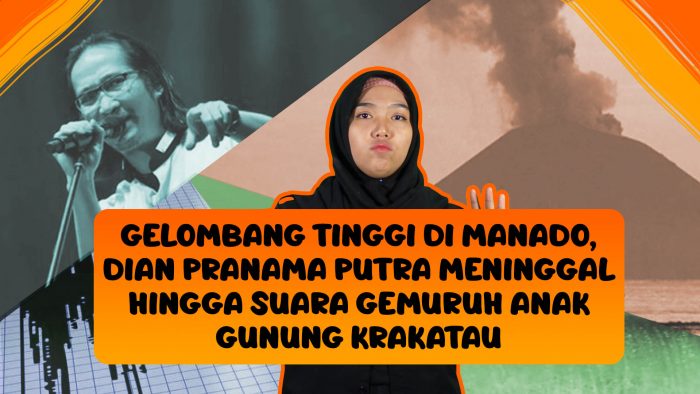 GELOMBANG TINGGI DI MANADO,
DIAN PRANAMA PUTRA MENINGGAL
HINGGA SUARA GEMURUH ANAK
GUNUNG KRAKATAU